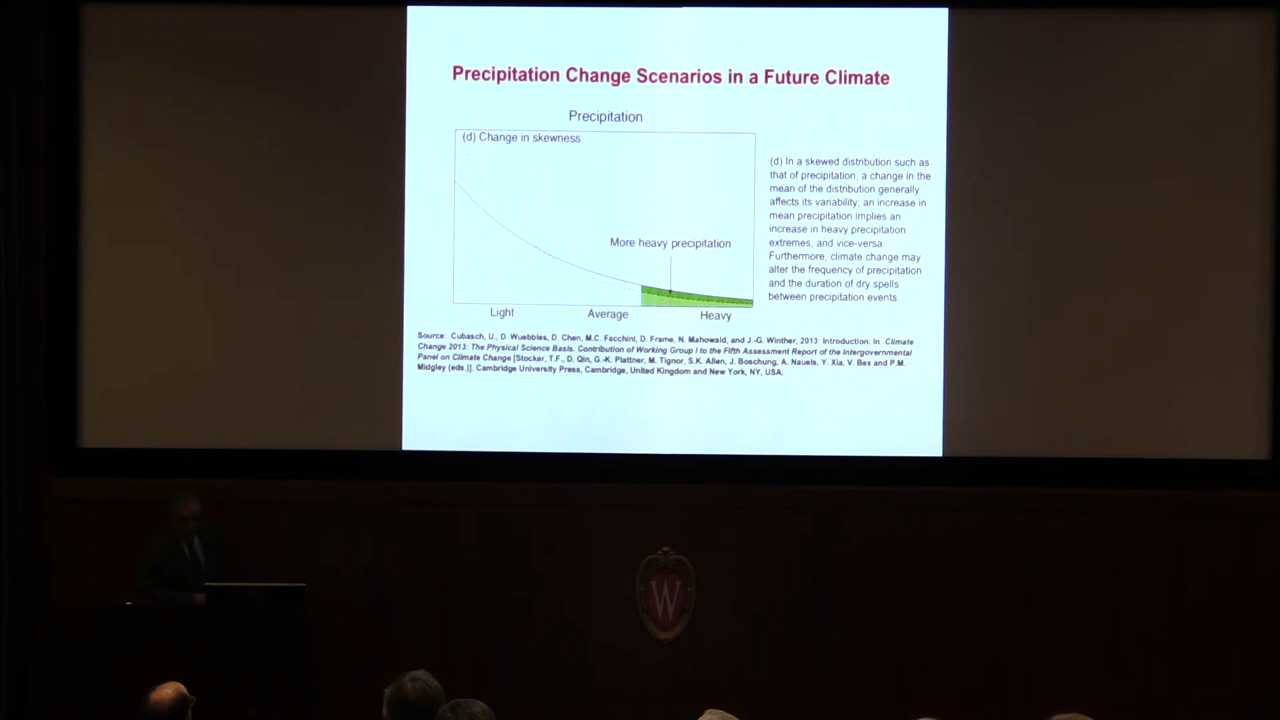 Precipitation Change Scenarios in a Future Climate
Precipitation
(d) Change in skewness
More heavy precipitation
Light Average Heavy
(d) In a skewed distribution such as
that of precipitation, a change in the
mean of the distribution generally
affects its variability; an increase in
mean precipitation implies an
increase in heavy precipitation
extremes, and vice-versa.
Furthermore, climate change may
alter the frequency of precipitation
and the duration of dry spells
between precipitation events.
Source: Cubasch, U., D. Wuebbles, D. Chen, M.C. Facchini, D. Frame, N. Mahowald, and J.-G. Winther, 2013: Introduction. In: Climate
Change 2013: The Physical Science Basis. Contribution of Working Group I to the Fifth Assessment Report of the Intergovernmental
Panel on Climate Change [Stocker, T.F., D. Qin, G.-K. Plattner, M. Tignor, S.K. Allen, J. Boschung, A. Nauels, Y. Xia, V. Bex and P.M.
Midgley (eds.)]. Cambridge University Press, Cambridge, United Kingdom and New York, NY, USA.
W